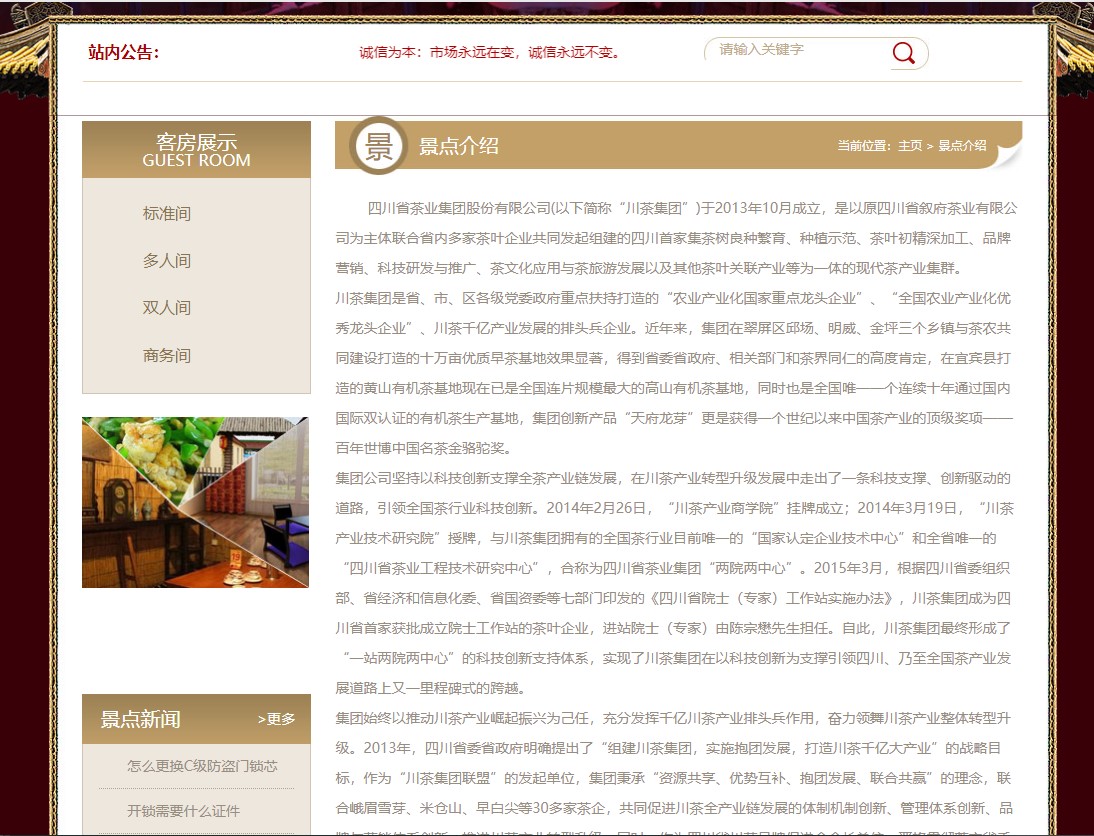 站内公告：
诚信为本：市场永远在变，诚信永远不变。
请输入关键字
客房展示
GUEST ROOM
标准间
多人间
双人间
商务间
景点新闻
>更多
怎么更换C级防盗门锁芯
开锁需要什么证件
景
景点介绍
当前位置：主页 > 景点介绍
四川省茶业集团股份有限公司(以下简称“川茶集团”)于2013年10月成立，是以原四川省叙府茶业有限公
司为主体联合省内多家茶叶企业共同发起组建的四川首家集茶树良种繁育、种植示范、茶叶初精深加工、品牌
营销、科技研发与推广、茶文化应用与茶旅游发展以及其他茶叶关联产业等为一体的现代茶产业集群。
川茶集团是省、市、区各级党委政府重点扶持打造的“农业产业化国家重点龙头企业”、“全国农业产业化优
秀龙头企业”、川茶千亿产业发展的排头兵企业。近年来，集团在翠屏区邱场、明威、金坪三个乡镇与茶农共
同建设打造的十万亩优质早茶基地效果显著，得到省委省政府、相关部门和茶界同仁的高度肯定，在宜宾县打
造的黄山有机茶基地现在已是全国连片规模最大的高山有机茶基地，同时也是全国唯一一个连续十年通过国内
国际双认证的有机茶生产基地，集团创新产品“天府龙芽”更是获得一个世纪以来中国茶产业的顶级奖项——
百年世博中国名茶金骆驼奖。
集团公司坚持以科技创新支撑全茶产业链发展，在川茶产业转型升级发展中走出了一条科技支撑、创新驱动的
道路，引领全国茶行业科技创新。2014年2月26日，“川茶产业商学院”挂牌成立；2014年3月19日，“川茶
产业技术研究院”授牌，与川茶集团拥有的全国茶行业目前唯一的“国家认定企业技术中心”和全省唯一的
“四川省茶业工程技术研究中心”，合称为四川省茶业集团“两院两中心”。2015年3月，根据四川省委组织
部、省经济和信息化委、省国资委等七部门印发的《四川省院士（专家）工作站实施办法》，川茶集团成为四
川省首家获批成立院士工作站的茶叶企业，进站院士（专家）由陈宗懋先生担任。自此，川茶集团最终形成了
“一站两院两中心”的科技创新支持体系，实现了川茶集团在以科技创新为支撑引领四川、乃至全国茶产业发
展道路上又一里程碑式的跨越。
集团始终以推动川茶产业崛起振兴为己任，充分发挥千亿川茶产业排头兵作用，奋力领舞川茶产业整体转型升
级。2013年，四川省委省政府明确提出了“组建川茶集团，实施抱团发展，打造川茶千亿大产业”的战略目
标，作为“川茶集团联盟”的发起单位，集团秉承“资源共享、优势互补、抱团发展、联合共赢”的理念，联
合峨眉雪芽、米仓山、早白尖等30多家茶企，共同促进川茶全产业链发展的体制机制创新、管理体系创新、品